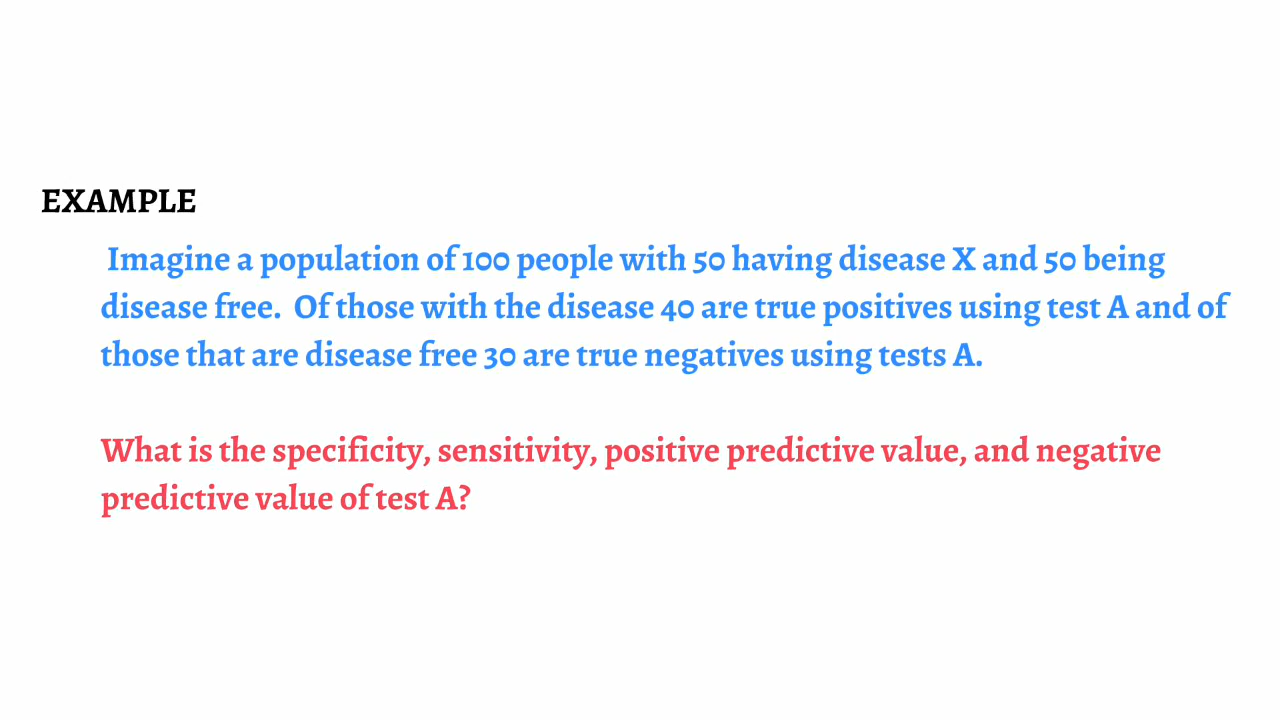 EXAMPLE
Imagine a population of 100 people with 50 having disease X and 50 being
disease free.  Of those with the disease 40 are true positives using test A and of
those that are disease free 30 are true negatives using tests A.
What is the specificity, sensitivity, positive predictive value, and negative
predictive value of test A?